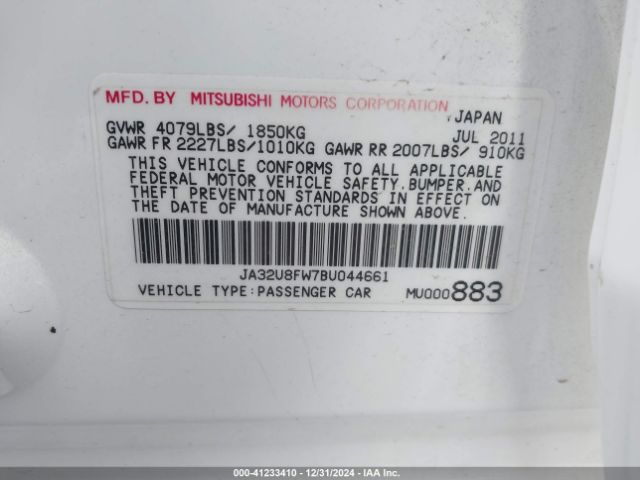 MFD. BY MITSUBISHI MOTORS CORPORATION
JAPAN
GVWR 4079LBS/ 1850KG JUL 2011
GAWR FR 2227LBS/1010KG GAWR RR 2007LBS/ 910KG
THIS VEHICLE CONFORMS TO ALL APPLICABLE
FEDERAL MOTOR VEHICLE SAFETY, BUMPER, AND
THEFT PREVENTION STANDARDS IN EFFECT ON
THE DATE OF MANUFACTURE SHOWN ABOVE.
JA32U8FW7BU044661
VEHICLE TYPE:PASSENGER CAR MU000883
000-41233410 - 12/31/2024 - IAA Inc.